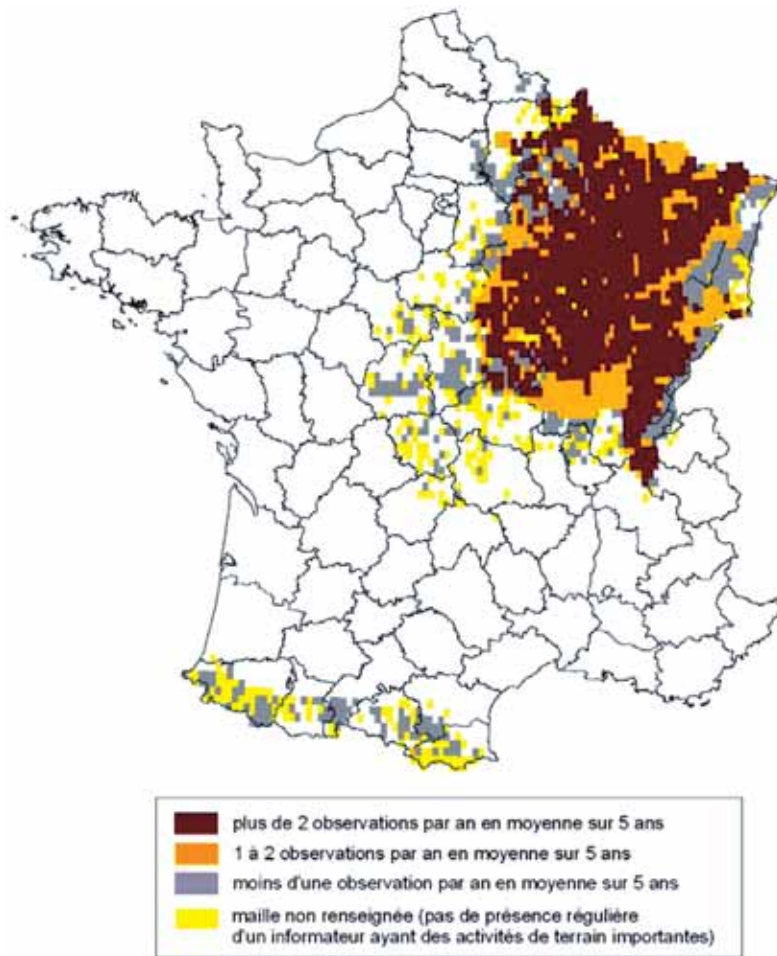 plus de 2 observations par an en moyenne sur 5 ans
1 à 2 observations par an en moyenne sur 5 ans
moins d'une observation par an en moyenne sur 5 ans
maille non renseignée (pas de présence régulière
d'un informateur ayant des activités de terrain importantes)